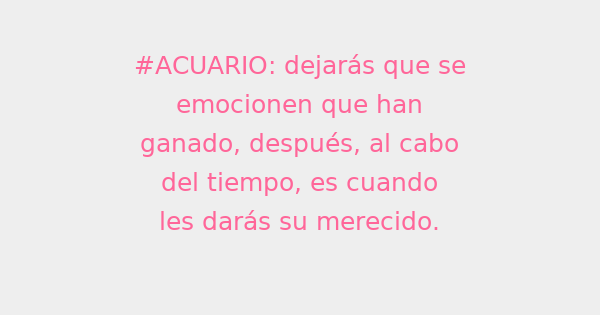 #ACUARIO: dejarás que se
emocionen que han
ganado, después, al cabo
del tiempo, es cuando
les darás su merecido.